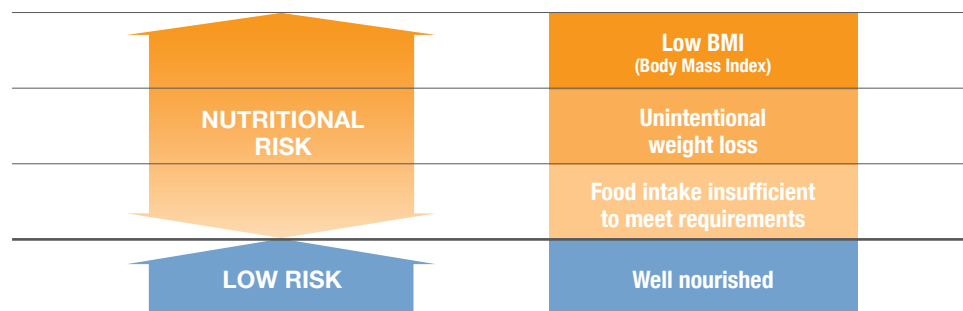 Low BMI
(Body Mass Index)
NUTRITIONAL
RISK
Unintentional
weight loss
Food intake insufficient
to meet requirements
LOW RISK
Well nourished